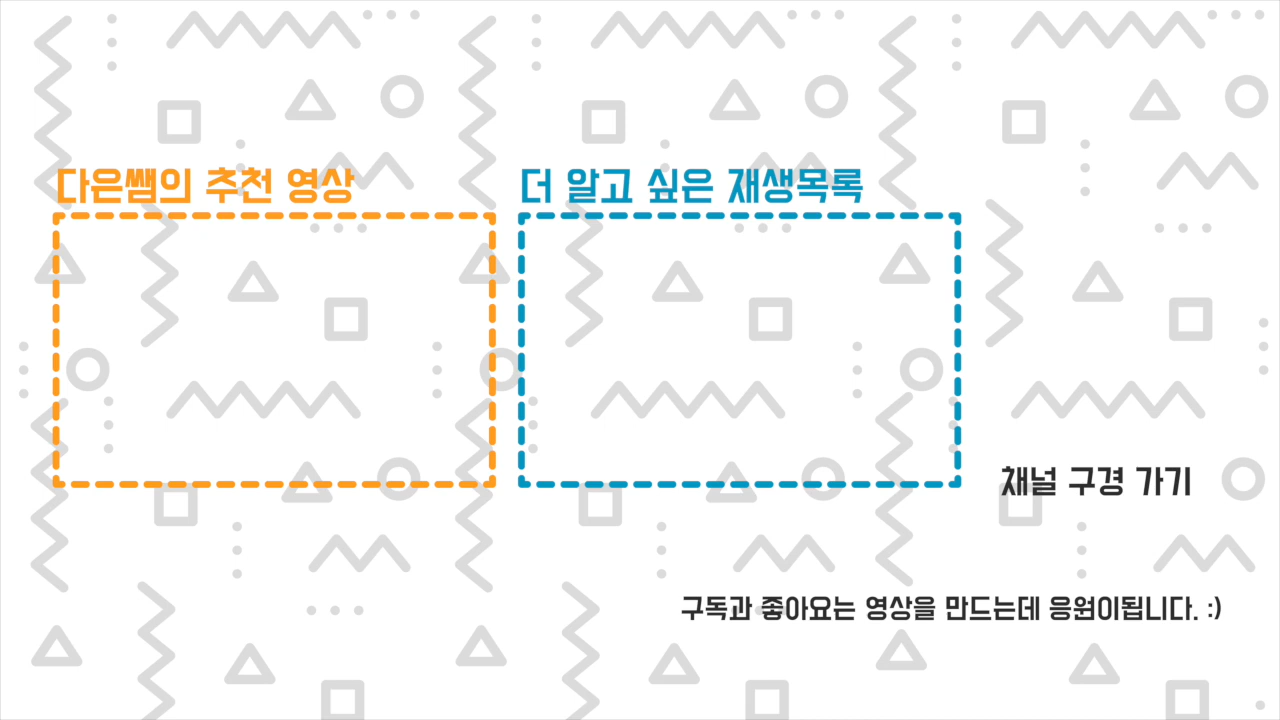 다은쌤의 추천 영상
더 알고 싶은 재생목록
채널 구경 가기
구독과 좋아요는 영상을 만드는데 응원이됩니다. :)